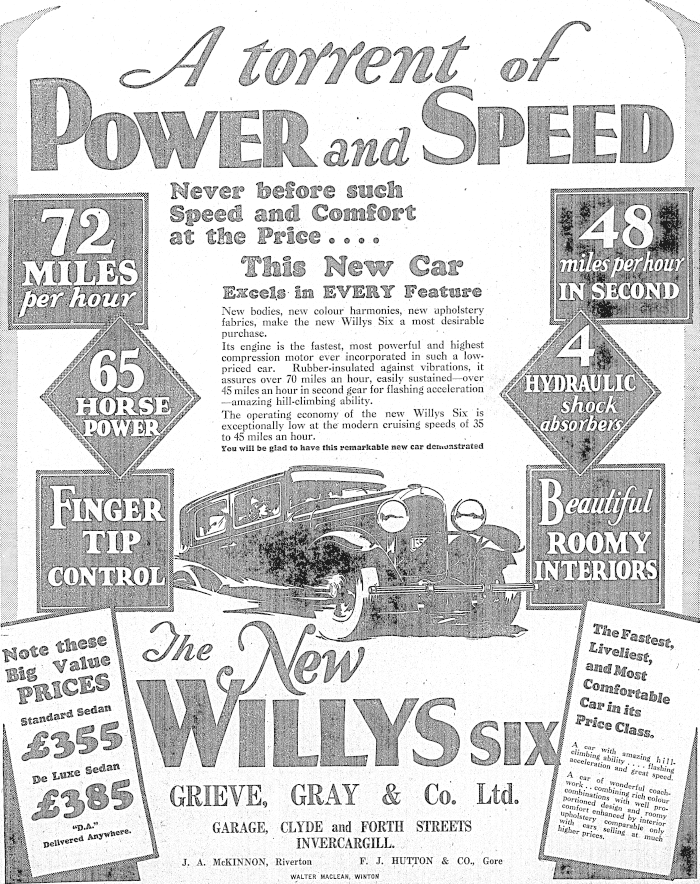 A torrent of
POWER and SPEED
Never before such
Speed and Comfort
at the Price....
This New Car
Excels in EVERY Feature
72
MILES
per hour
48
miles per hour
IN SECOND
New bodies, new colour harmonies, new upholstery
fabrics, make the new Willys Six a most desirable
purchase.
Its engine is the fastest, most powerful and highest
compression motor ever incorporated in such a low-
priced car. Rubber-insulated against vibrations, it
assures over 70 miles an hour, easily sustained—over
45 miles an hour in second gear for flashing acceleration
—amazing hill-climbing ability.
The operating economy of the new Willys Six is
exceptionally low at the modern cruising speeds of 35
to 45 miles an hour.
You will be glad to have this remarkable new car demonstrated
65
HORSE
POWER
4
HYDRAULIC
shock
absorbers
FINGER
TIP
CONTROL
Beautiful
ROOMY
INTERIORS
Note these
Big Value
PRICES
Standard Sedan
£355
De Luxe Sedan
£385
"D.A."
Delivered Anywhere.
The New
WILLYS SIX
The Fastest,
Liveliest,
and Most
Comfortable
Car in its
Price Class.
A car with amazing hill-
climbing ability .... flashing
acceleration and great speed.
A car of wonderful coach-
work .. combining rich colour
combinations with well pro-
portioned design and roomy
comfort enhanced by interior
upholstery comparable only
with cars selling at much
higher prices.
GRIEVE, GRAY & Co. Ltd.
GARAGE, CLYDE and FORTH STREETS
INVERCARGILL.
J. A. McKINNON, Riverton F. J. HUTTON & CO., Gore
WALTER MACLEAN, WINTON